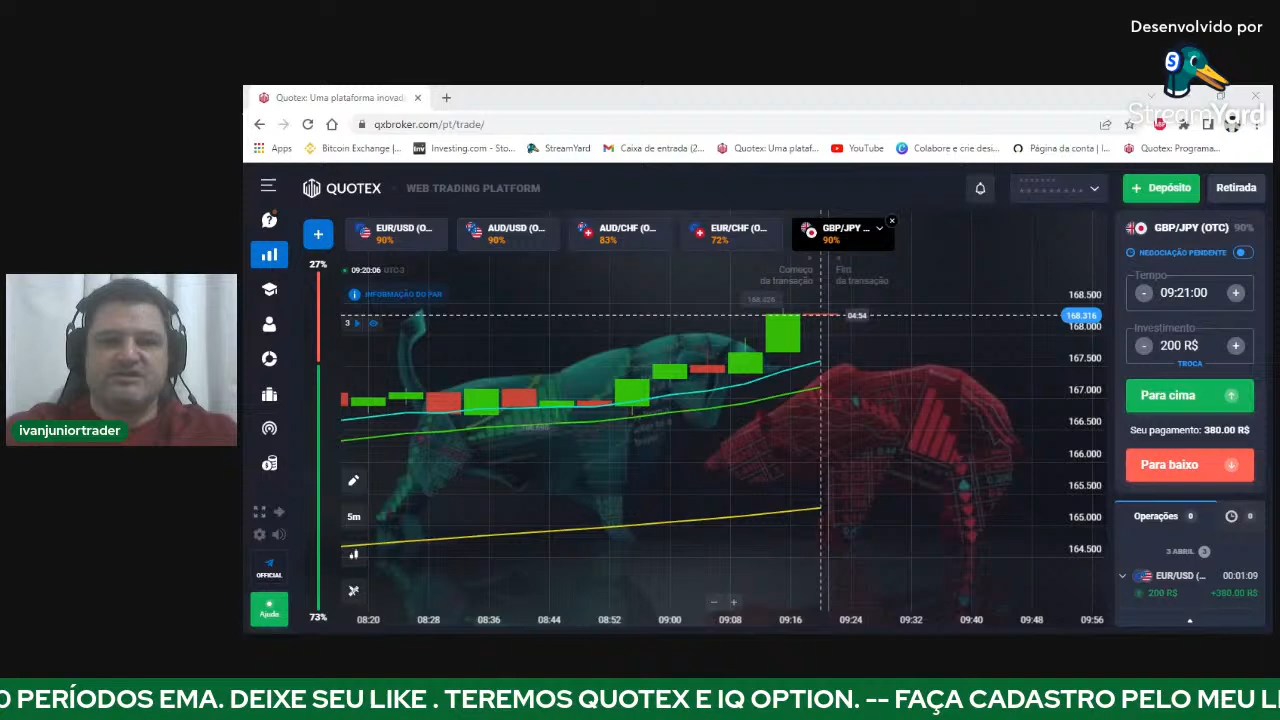 Desenvolvido por
StreamYard
Quotex: Uma plataforma inovad
qxbroker.com/pt/trade/
Apps
Bitcoin Exchange |...
Investing.com - Sto...
StreamYard
Caixa de entrada (2...
Quotex: Uma plataf...
YouTube
Colabore e crie desi...
Página da conta | I...
Quotex: Programa...
QUOTEX
WEB TRADING PLATFORM
Depósito
Retirada
EUR/USD (O...
90%
AUD/USD (O...
90%
AUD/CHF (O...
83%
EUR/CHF (O...
72%
GBP/JPY ...
90%
GBP/JPY (OTC) 90%
NEGOCIAÇÃO PENDENTE
27%
09:20:06 UTC-3
INFORMAÇÃO DO PAR
3
Começo
da transação
Fim
da transação
168.326
04:54
168.500
168.316
168.000
167.500
167.000
166.500
166.000
165.500
165.000
164.500
Tempo
- 09:21:00 +
Investimento
- 200 R$ +
TROCA
Para cima
Seu pagamento: 380.00 R$
Para baixo
Operações 0
0
3 ABRIL 3
EUR/USD (... 00:01:09
200 R$ +380.00 R$
ivanjuniortrader
5m
OFFICIAL
Ajuda
73%
08:20 08:28 08:36 08:44 08:52 09:00 09:08 09:16 09:24 09:32 09:40 09:48 09:56
0 PERÍODOS EMA. DEIXE SEU LIKE . TEREMOS QUOTEX E IQ OPTION. -- FAÇA CADASTRO PELO MEU L